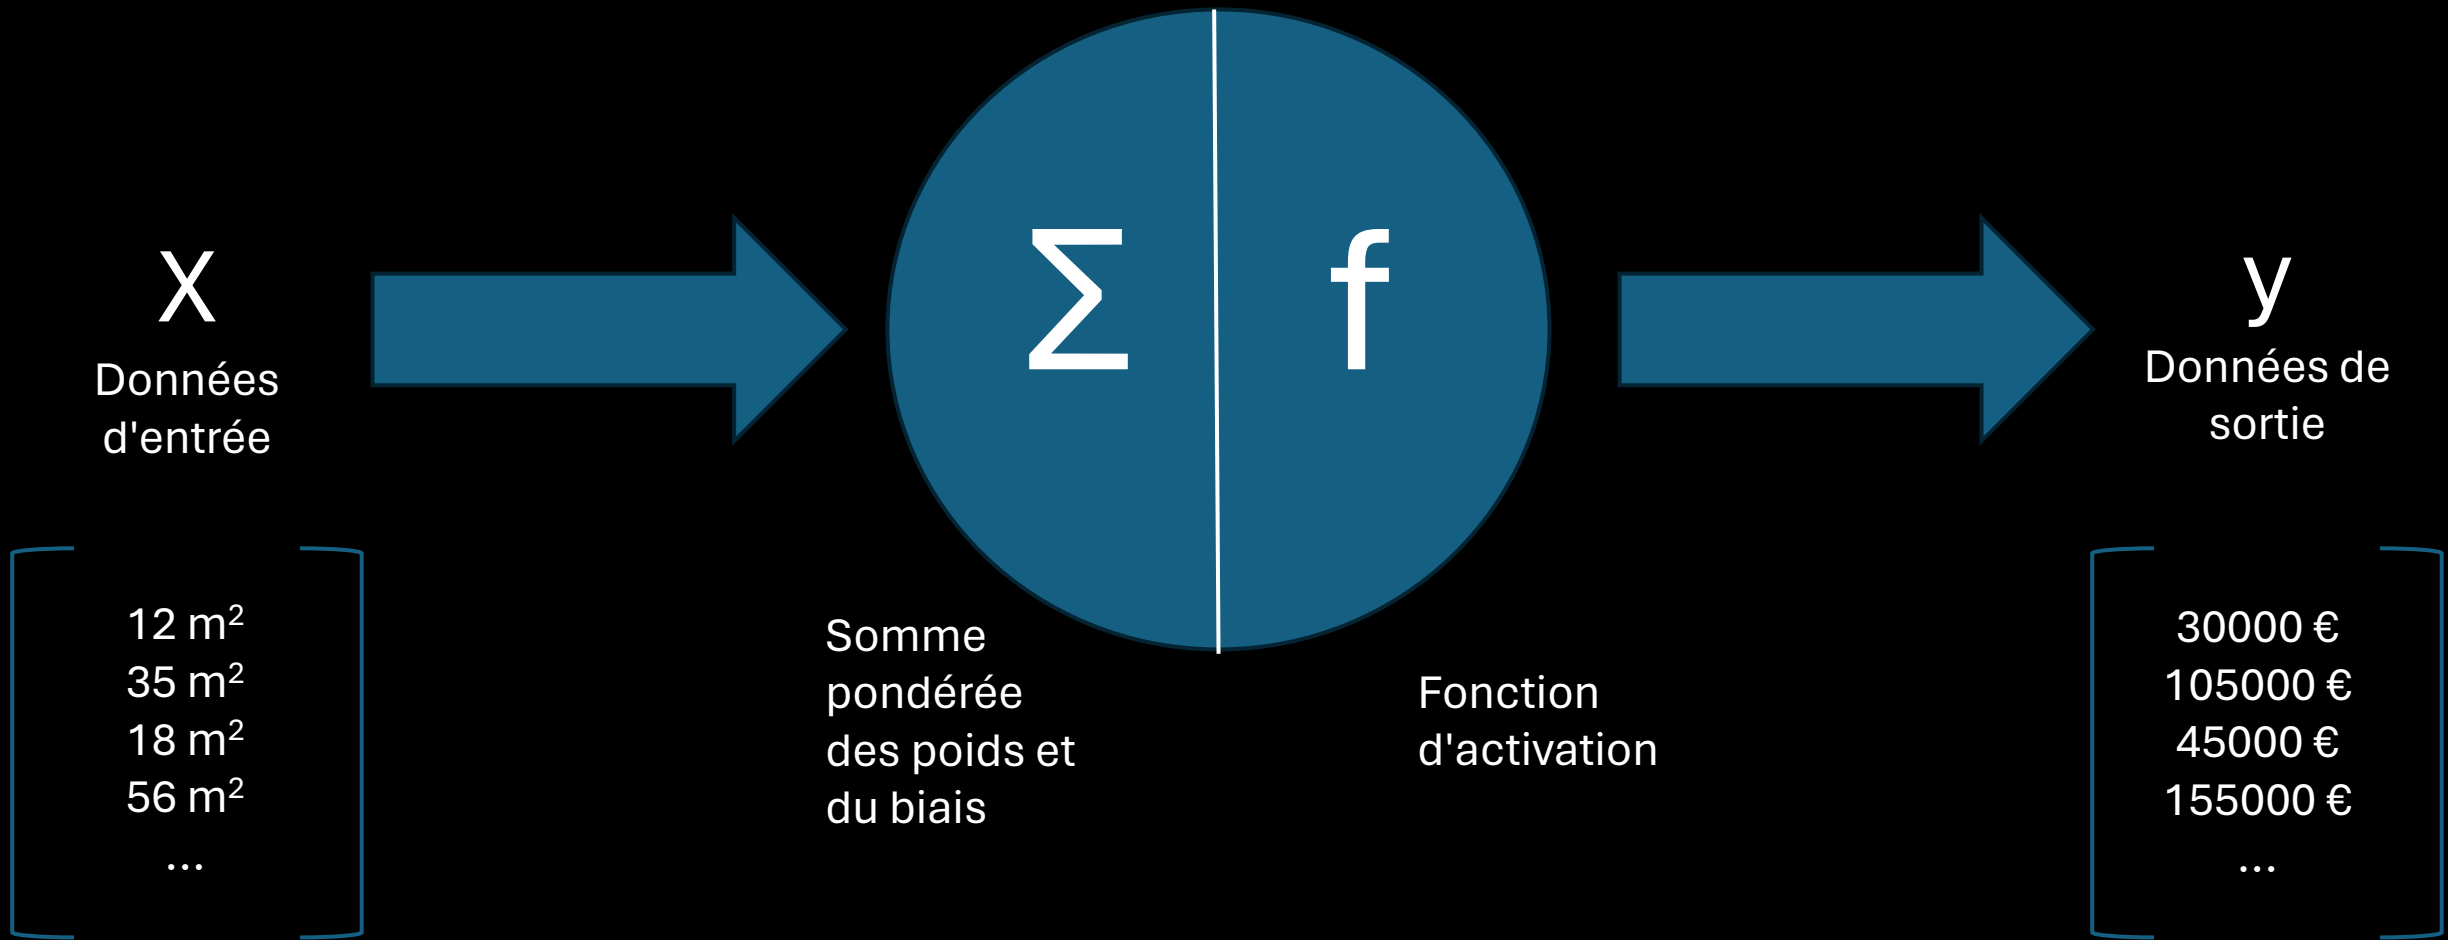 X
Données
d'entrée
12 m²
35 m²
18 m²
56 m²
...
Σ
f
Somme
pondérée
des poids et
du biais
Fonction
d'activation
y
Données de
sortie
30000 €
105000 €
45000 €
155000 €
...